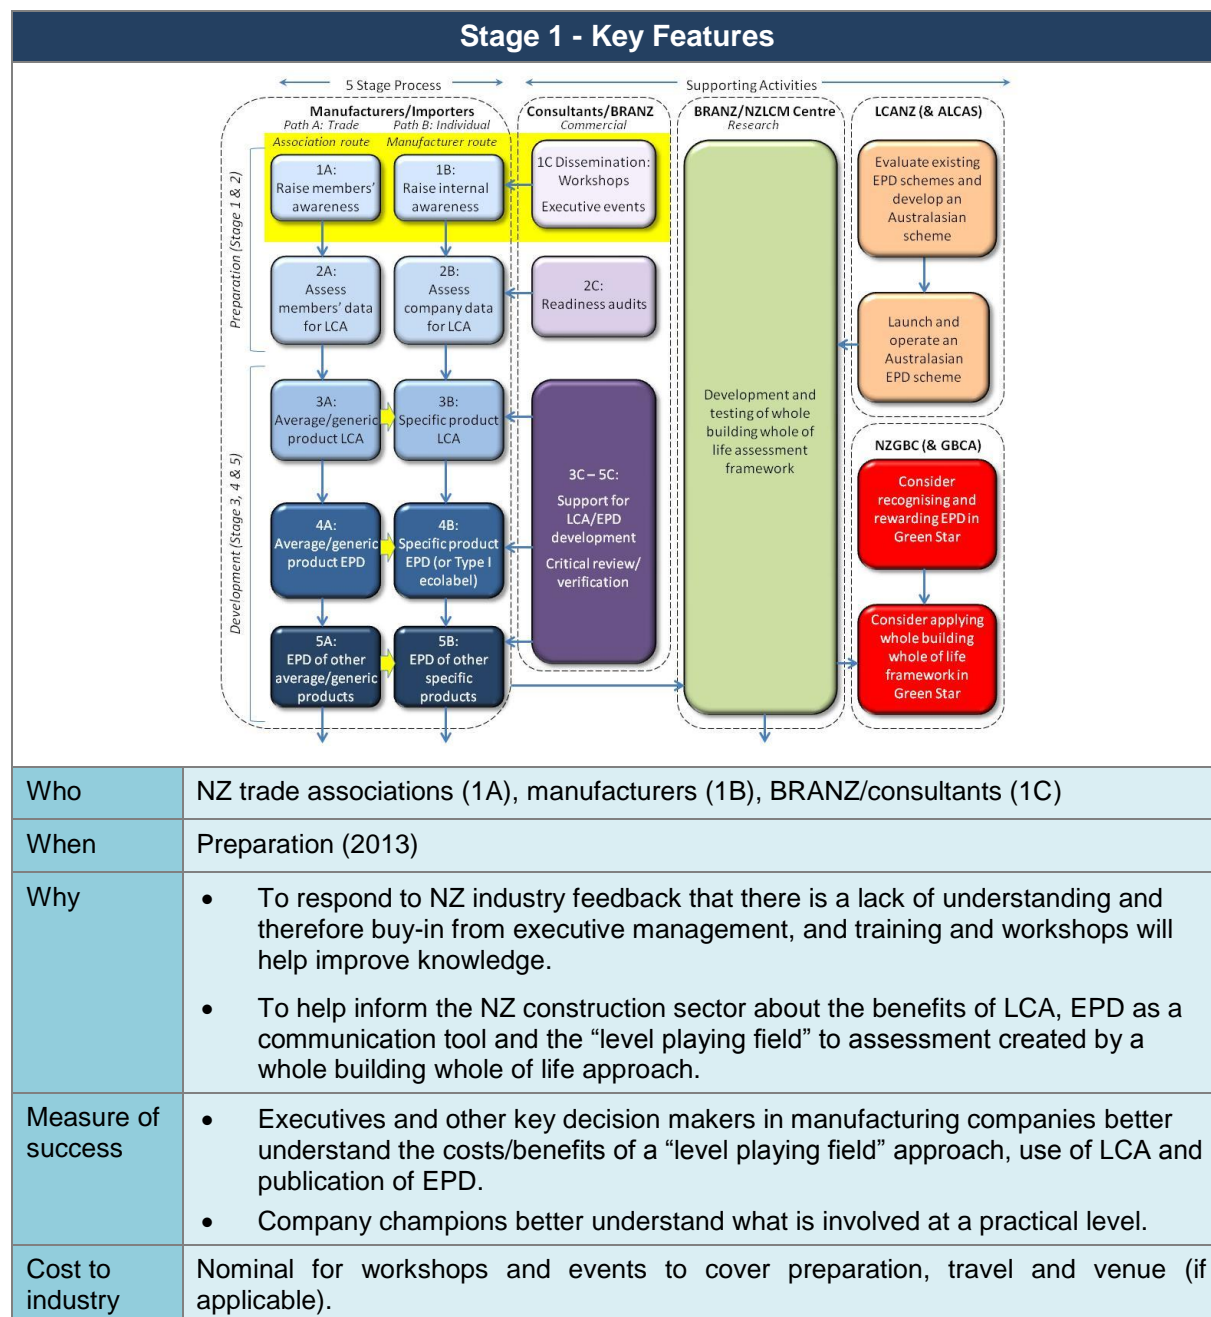 Stage 1 - Key Features
5 Stage Process
Supporting Activities
Manufacturers/Importers
Path A: Trade
Association route
Path B: Individual
Manufacturer route
Consultants/BRANZ
Commercial
BRANZ/NZLCM Centre
Research
LCANZ (& ALCAS)
Preparation (Stage 1 & 2)
1A:
Raise members'
awareness
1B:
Raise internal
awareness
1C Dissemination:
Workshops
Executive events
Evaluate existing
EPD schemes and
develop an
Australasian
scheme
2A:
Assess
members' data
for LCA
2B:
Assess
company data
for LCA
2C:
Readiness audits
Launch and
operate an
Australasian
EPD scheme
Development (Stage 3, 4 & 5)
3A:
Average/generic
product LCA
3B:
Specific product
LCA
3C – 5C:
Support for
LCA/EPD
development
Critical review/
verification
Development and
testing of whole
building whole of
life assessment
framework
NZGBC (& GBCA)
Consider
recognising and
rewarding EPD in
Green Star
4A:
Average/generic
product EPD
4B:
Specific product
EPD (or Type I
ecolabel)
5A:
EPD of other
average/generic
products
5B:
EPD of other
specific
products
Consider applying
whole building
whole of life
framework in
Green Star
Who
NZ trade associations (1A), manufacturers (1B), BRANZ/consultants (1C)
When
Preparation (2013)
Why
• To respond to NZ industry feedback that there is a lack of understanding and
therefore buy-in from executive management, and training and workshops will
help improve knowledge.
• To help inform the NZ construction sector about the benefits of LCA, EPD as a
communication tool and the “level playing field” to assessment created by a
whole building whole of life approach.
Measure of
success
• Executives and other key decision makers in manufacturing companies better
understand the costs/benefits of a “level playing field” approach, use of LCA and
publication of EPD.
• Company champions better understand what is involved at a practical level.
Cost to
industry
Nominal for workshops and events to cover preparation, travel and venue (if
applicable).